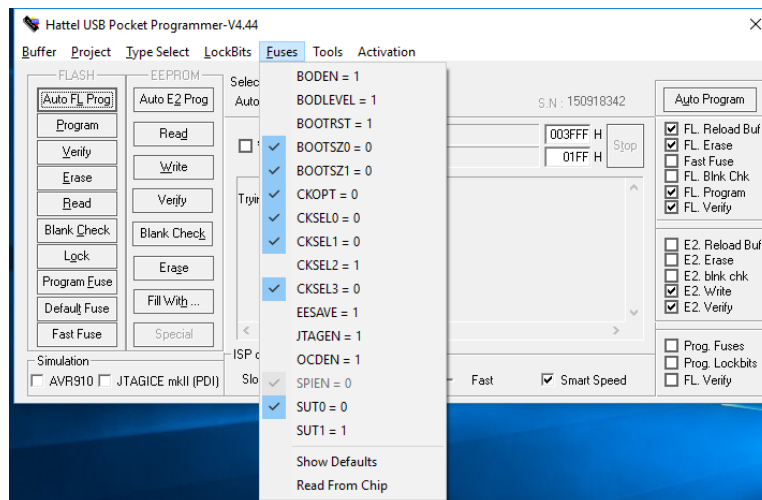 Hattel USB Pocket Programmer-V4.44
Buffer Project Type Select LockBits Fuses Tools Activation
FLASH
Auto FL Prog
Program
Verify
Erase
Read
Blank Check
Lock
Program Fuse
Default Fuse
Fast Fuse
EEPROM
Auto E2 Prog
Read
Write
Verify
Blank Check
Erase
Fill With ...
Special
Simulation
AVR910 JTAGICE mkII (PDI)
BODEN = 1
BODLEVEL = 1
BOOTRST = 1
BOOTSZ0 = 0
BOOTSZ1 = 0
CKOPT = 0
CKSEL0 = 0
CKSEL1 = 0
CKSEL2 = 1
CKSEL3 = 0
EESAVE = 1
JTAGEN = 1
OCDEN = 1
SPIEN = 0
SUT0 = 0
SUT1 = 1
Show Defaults
Read From Chip
S.N : 150918342
003FFF H
01FF H
Stop
Fast Smart Speed
Auto Program
FL. Reload Buf
FL. Erase
Fast Fuse
FL. Blnk Chk
FL. Program
FL. Verify
E2. Reload Buf
E2. Erase
E2. blnk chk
E2. Write
E2. Verify
Prog. Fuses
Prog. Lockbits
FL. Verify